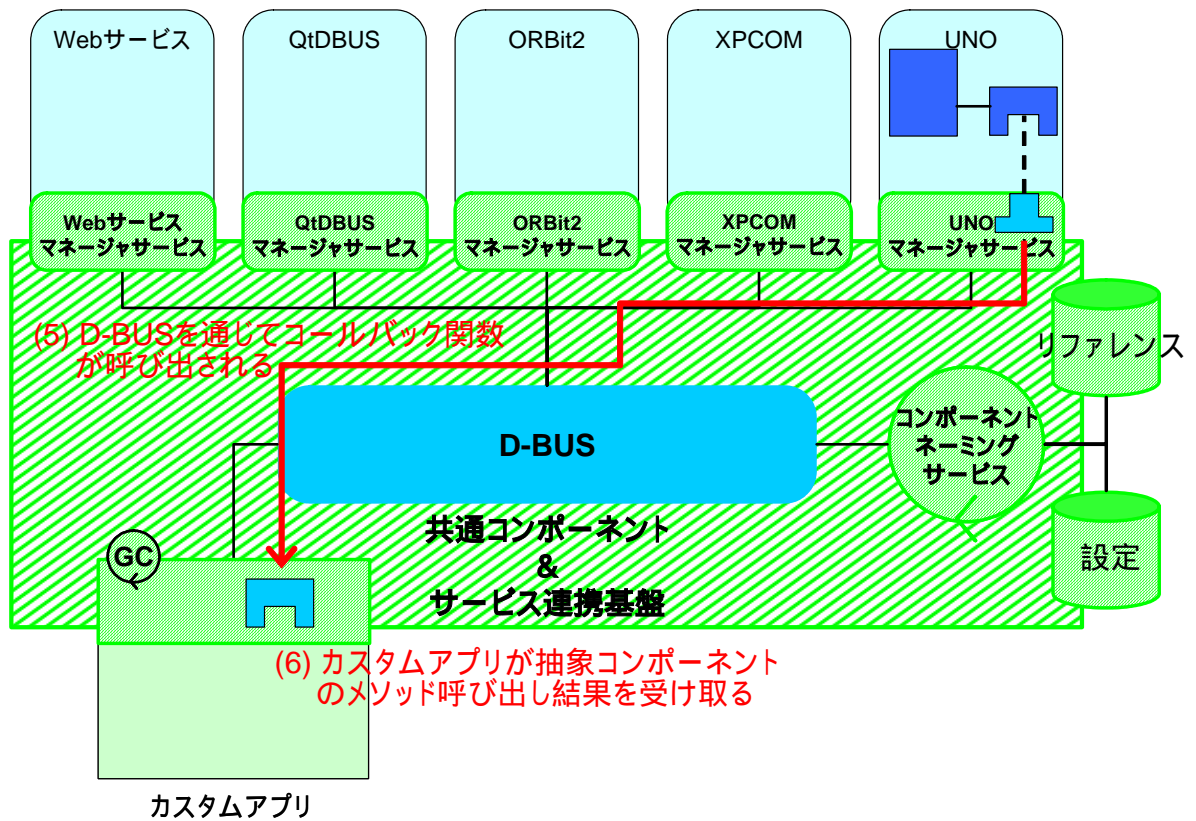 Webサービス
QtDBUS
ORBit2
XPCOM
UNO
Webサービス
マネージャサービス
QtDBUS
マネージャサービス
ORBit2
マネージャサービス
XPCOM
マネージャサービス
UNO
マネージャサービス
(5) D-BUSを通じてコールバック関数
が呼び出される
リファレンス
D-BUS
コンポーネント
ネーミング
サービス
共通コンポーネント
&
サービス連携基盤
設定
GC
(6) カスタムアプリが抽象コンポーネント
のメソッド呼び出し結果を受け取る
カスタムアプリ